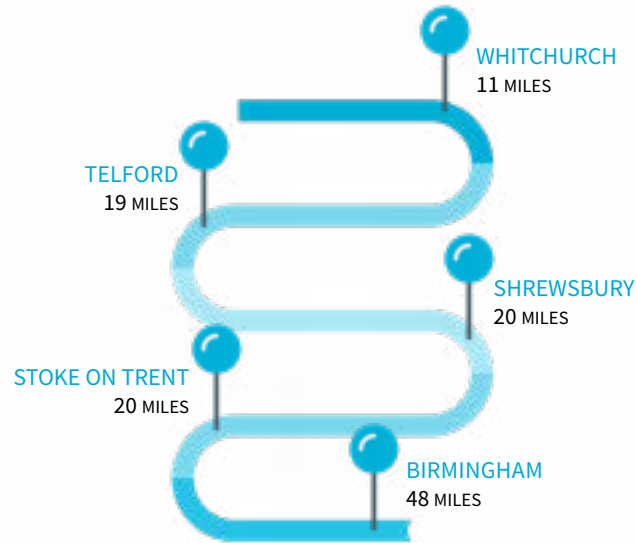 WHITCHURCH
11 MILES
TELFORD
19 MILES
SHREWSBURY
20 MILES
STOKE ON TRENT
20 MILES
BIRMINGHAM
48 MILES